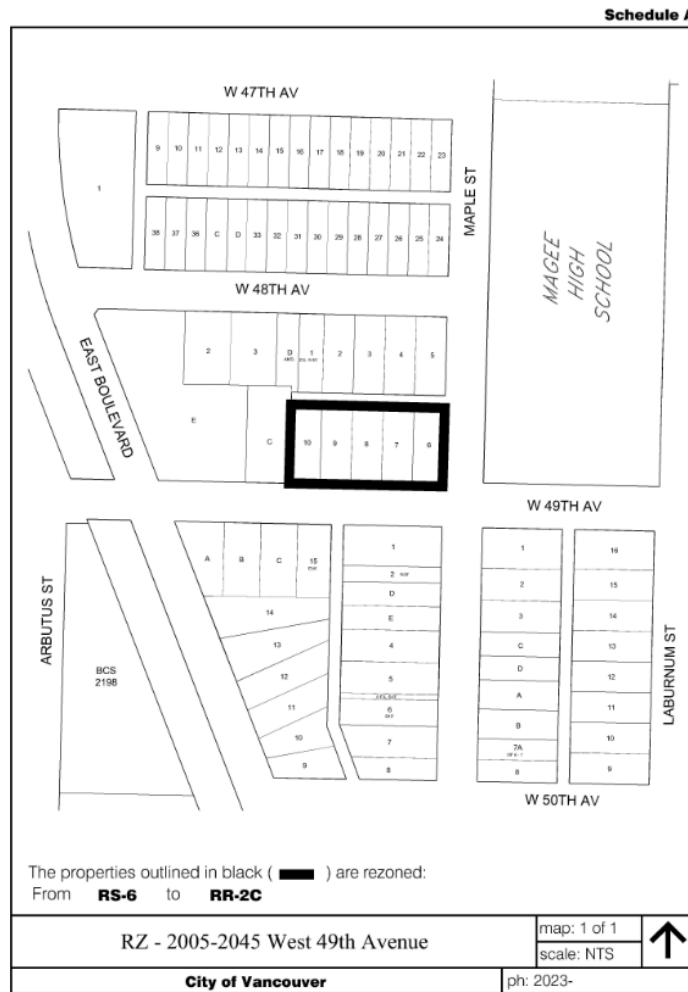 Schedule A
W 47TH AV
9 10 11 12 13 14 15 16 17 18 19 20 21 22 23
1
MAPLE ST
38 37 36 C D 33 32 31 30 29 28 27 26 25 24
MAGEE
HIGH
SCHOOL
W 48TH AV
EAST BOULEVARD
2 3 D 1 2 3 4 5
E C 10 9 8 7 6
W 49TH AV
ARBUTUS ST
A B C 15
14
13
12
11
10
9
BCS
2198
1
2
D
E
4
5
6
7
8
1
2
3
C
D
A
B
7A
8
16
15
14
13
12
11
10
9
LABURNUM ST
W 50TH AV
The properties outlined in black ( ) are rezoned:
From RS-6 to RR-2C
RZ - 2005-2045 West 49th Avenue
map: 1 of 1
scale: NTS
City of Vancouver
ph: 2023-